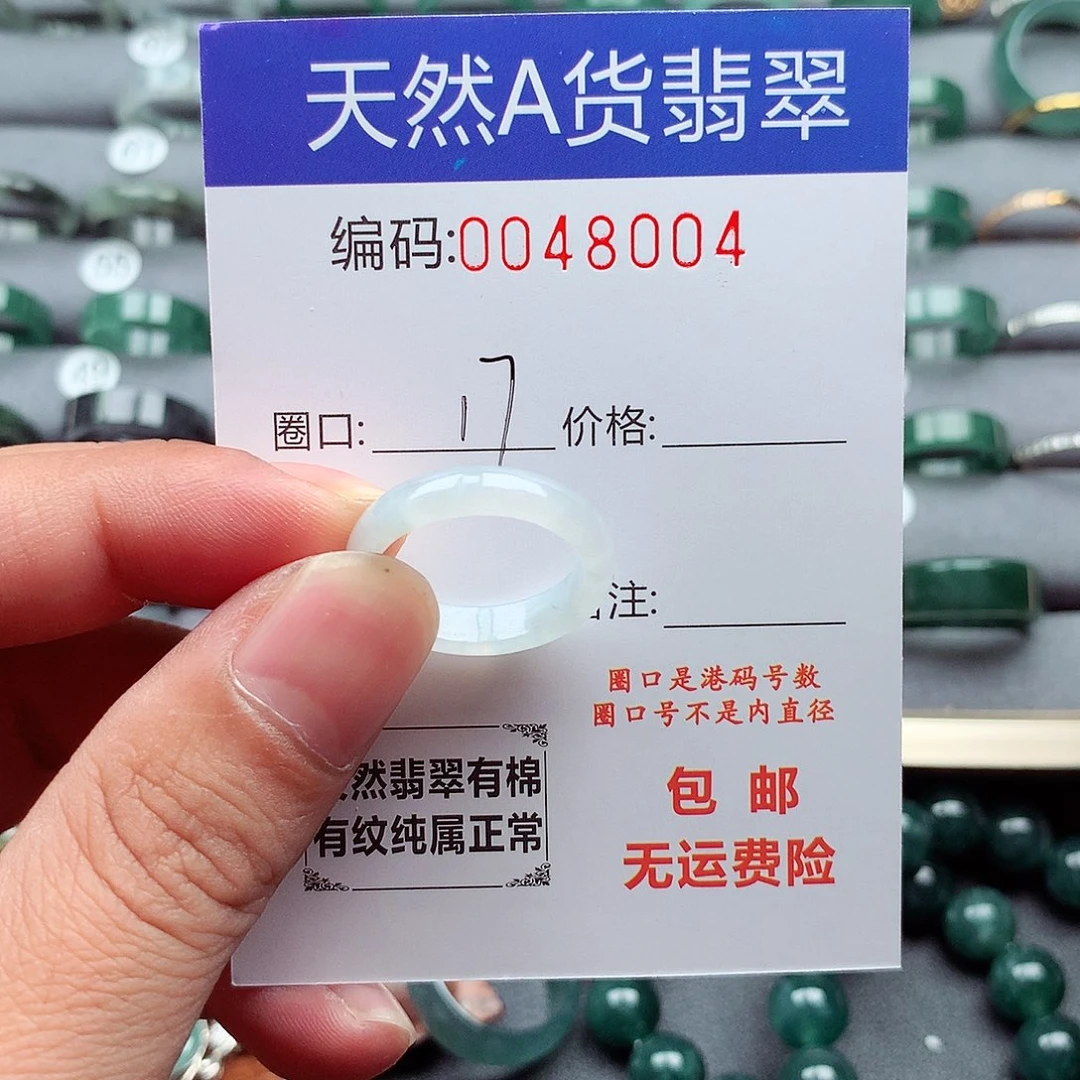 天然A货翡翠
编码:0048004
圈口: 17 价格:
注:
圈口是港码号数
圈口号不是内直径
然翡翠有棉
有纹纯属正常
包 邮
无运费险